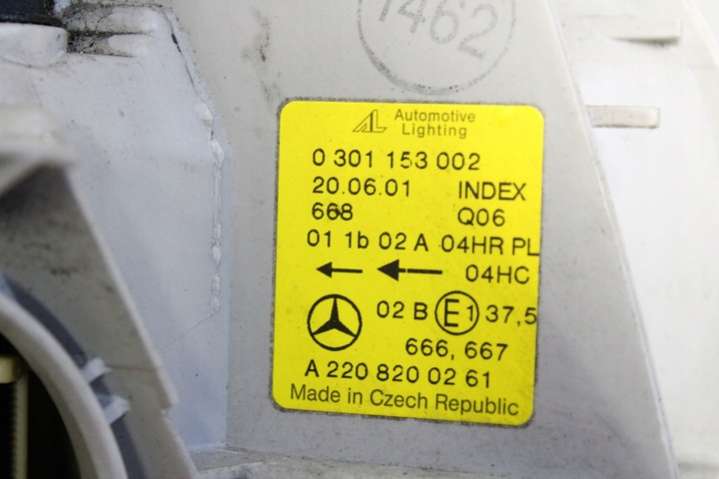 1462
Automotive
Lighting
0 301 153 002
20.06.01 INDEX
668 Q06
01 1b 02 A 04HR PL
04HC
02 B E1 37,5
666, 667
A 220 820 02 61
Made in Czech Republic